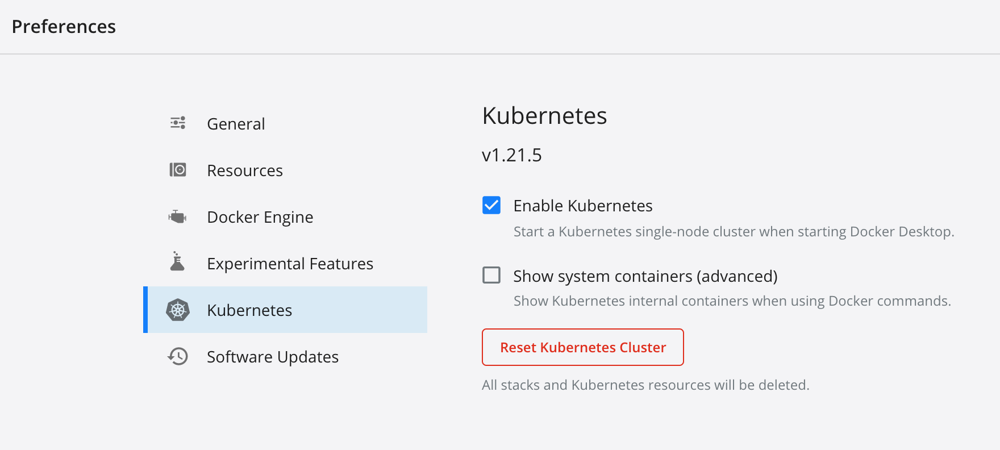 Preferences
General
Resources
Docker Engine
Experimental Features
Kubernetes
Software Updates
Kubernetes
v1.21.5
Enable Kubernetes
Start a Kubernetes single-node cluster when starting Docker Desktop.
Show system containers (advanced)
Show Kubernetes internal containers when using Docker commands.
Reset Kubernetes Cluster
All stacks and Kubernetes resources will be deleted.